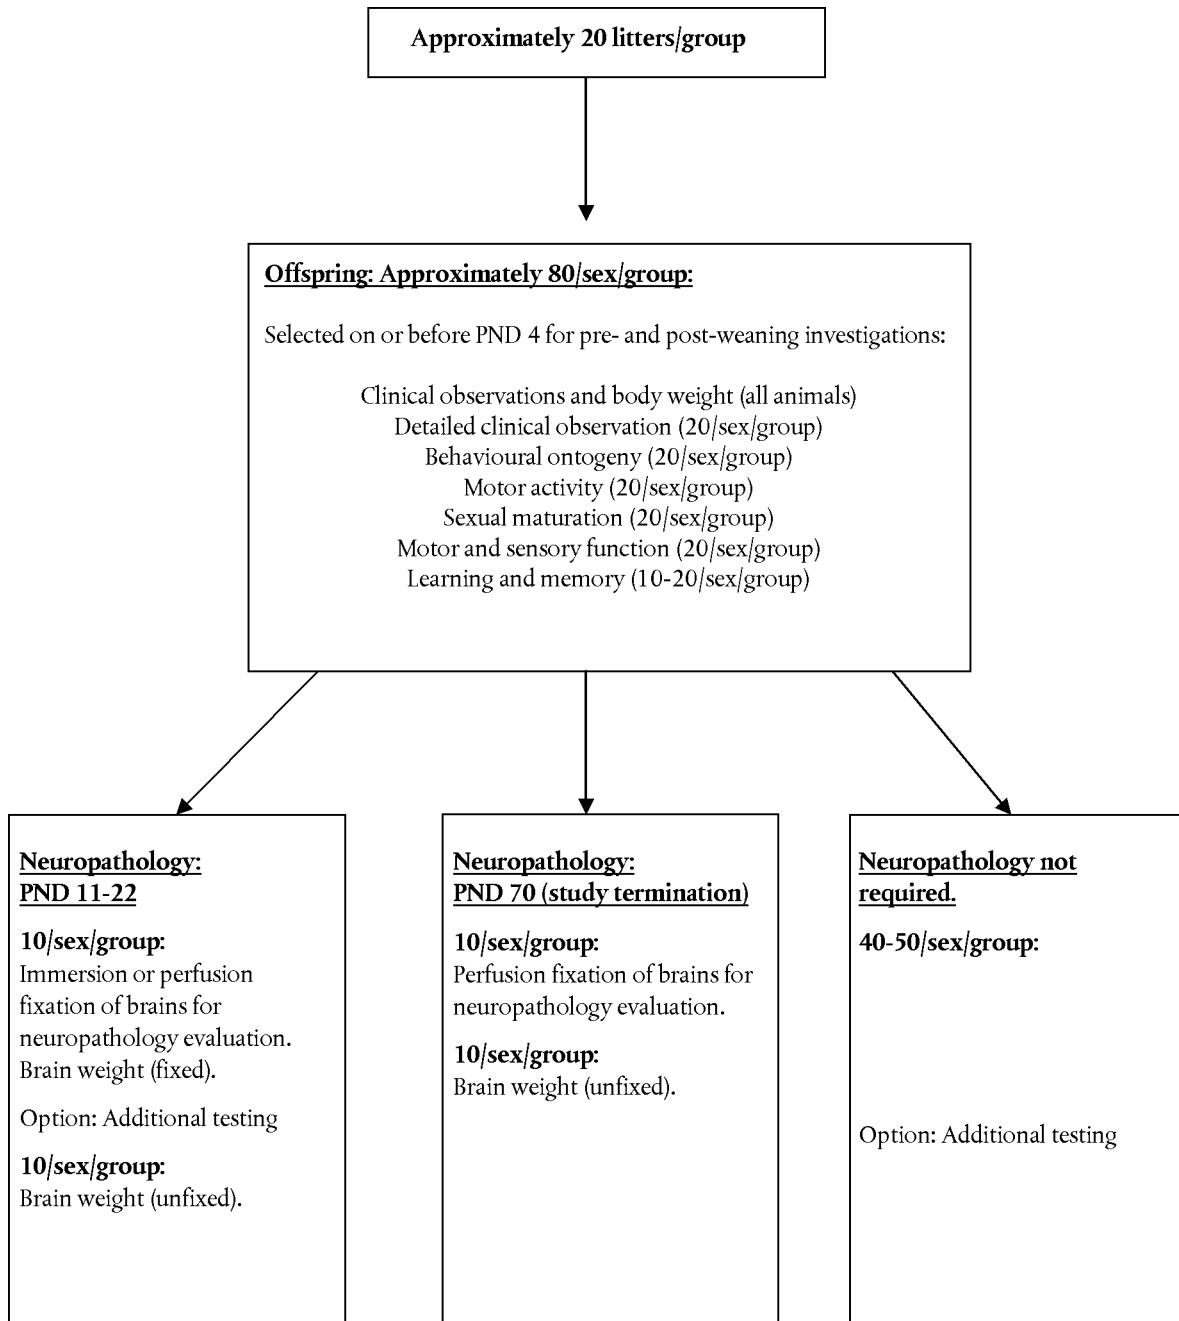 Approximately 20 litters/group
Offspring: Approximately 80/sex/group:
Selected on or before PND 4 for pre- and post-weaning investigations:
Clinical observations and body weight (all animals)
Detailed clinical observation (20/sex/group)
Behavioural ontogeny (20/sex/group)
Motor activity (20/sex/group)
Sexual maturation (20/sex/group)
Motor and sensory function (20/sex/group)
Learning and memory (10-20/sex/group)
Neuropathology:
PND 11-22
10/sex/group:
Immersion or perfusion
fixation of brains for
neuropathology evaluation.
Brain weight (fixed).
Option: Additional testing
10/sex/group:
Brain weight (unfixed).
Neuropathology:
PND 70 (study termination)
10/sex/group:
Perfusion fixation of brains for
neuropathology evaluation.
10/sex/group:
Brain weight (unfixed).
Neuropathology not
required.
40-50/sex/group:
Option: Additional testing